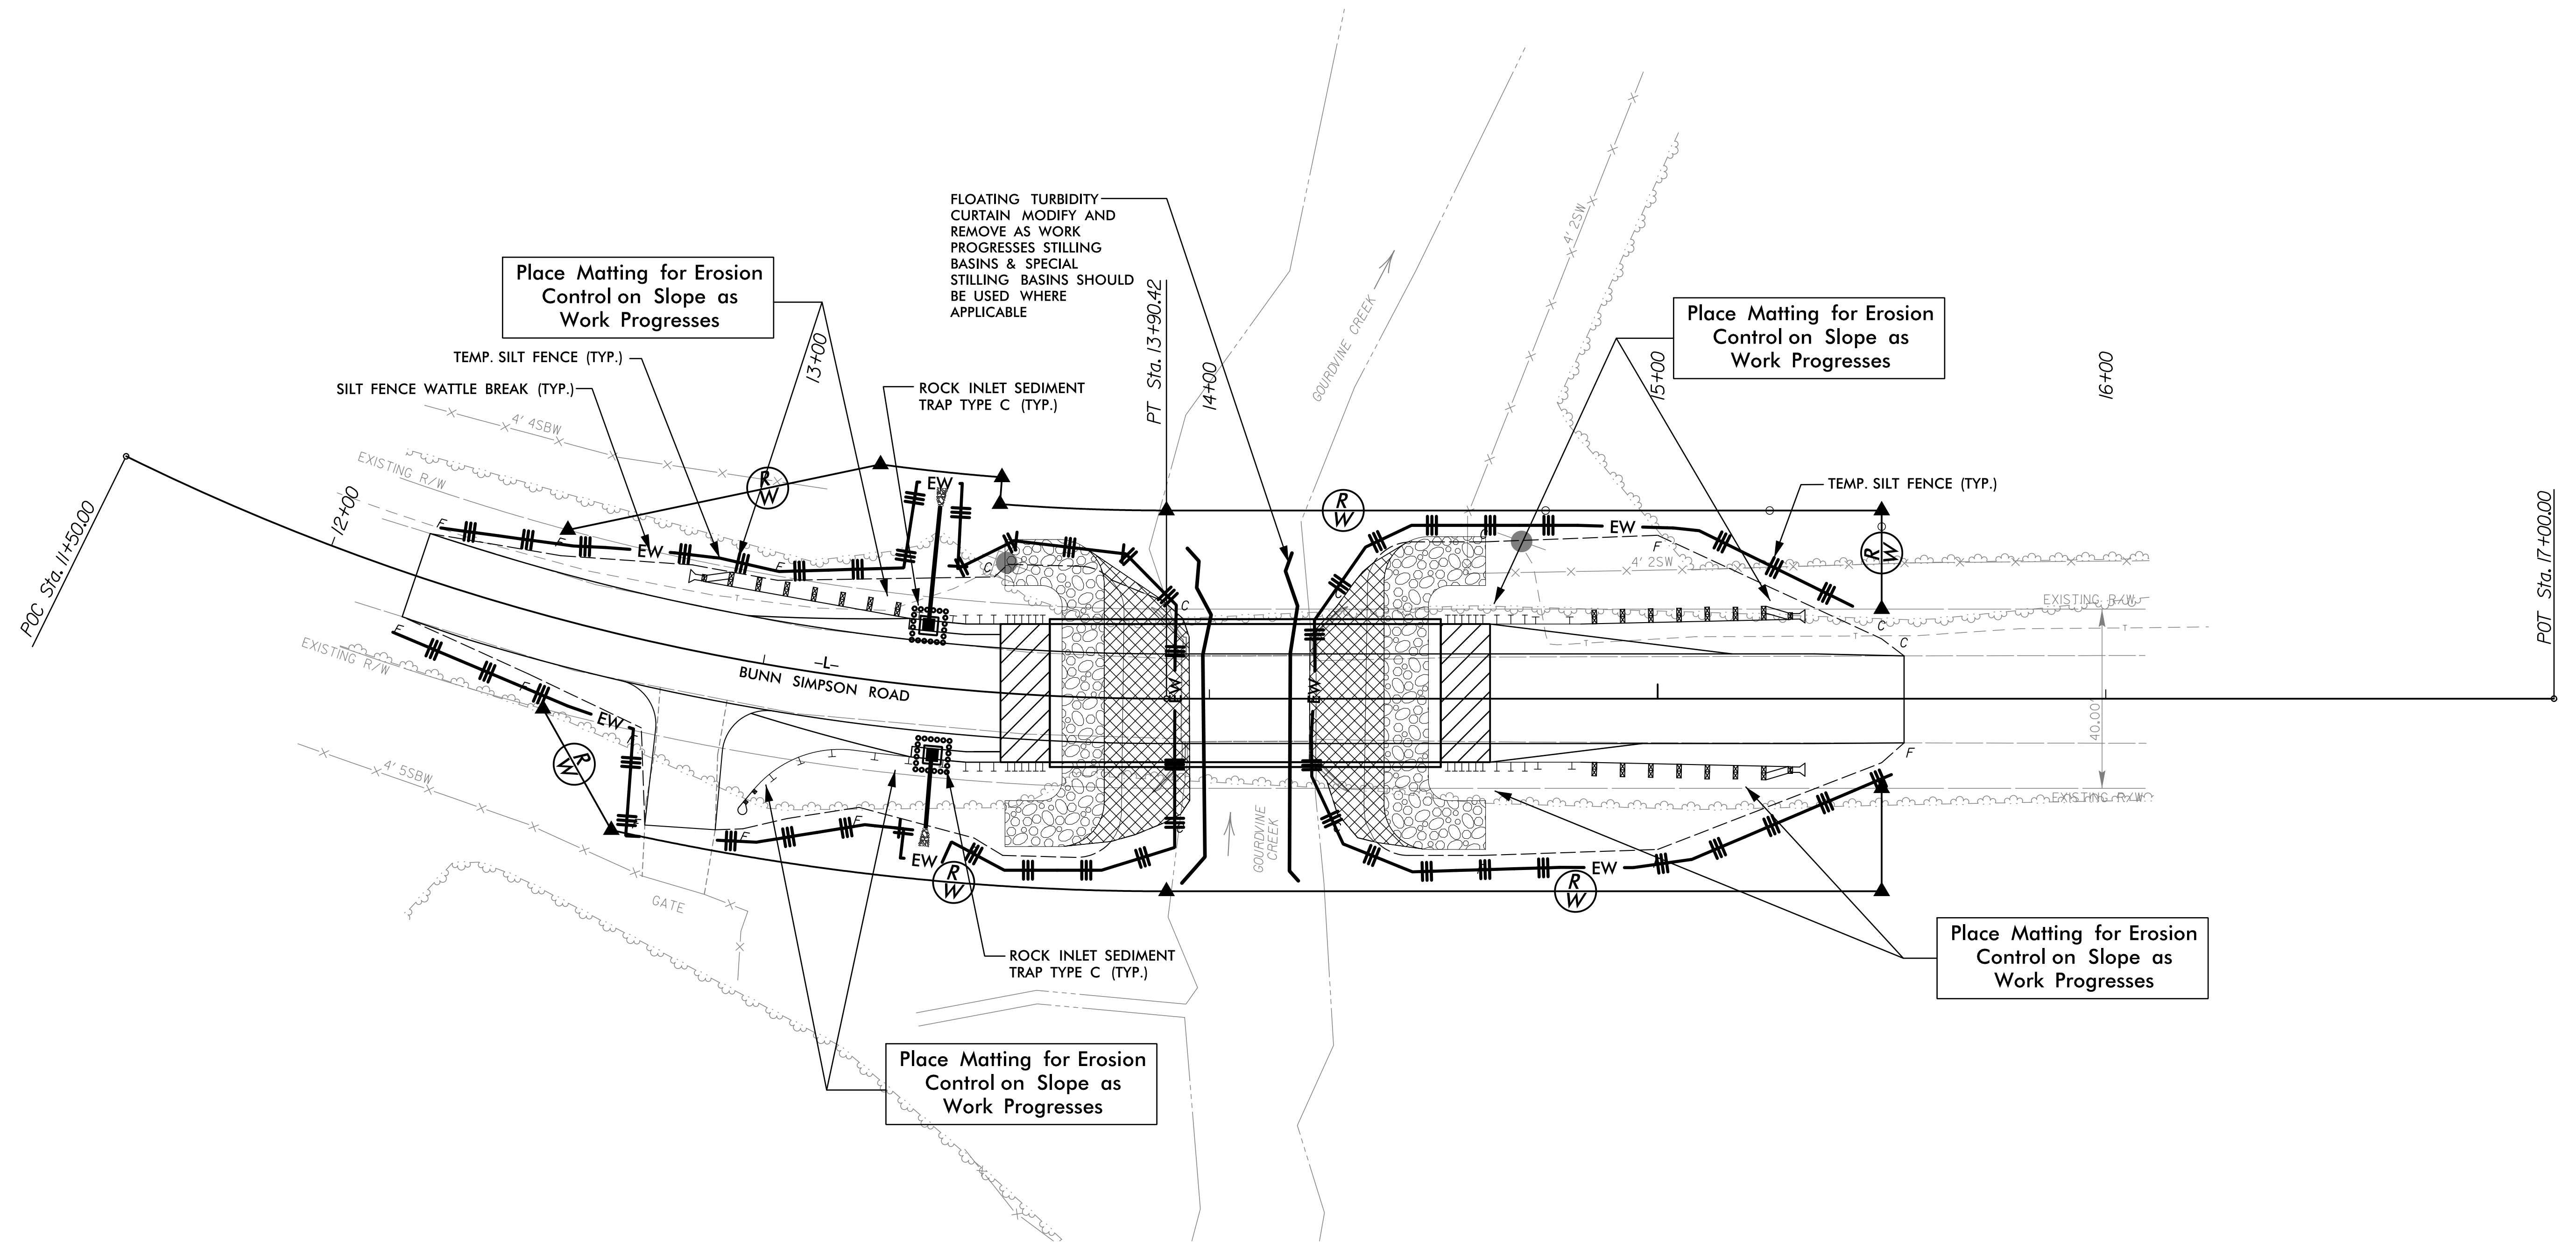 FLOATING TURBIDITY
CURTAIN MODIFY AND
REMOVE AS WORK
PROGRESSES STILLING
BASINS & SPECIAL
STILLING BASINS SHOULD
BE USED WHERE
APPLICABLE
Place Matting for Erosion
Control on Slope as
Work Progresses
TEMP. SILT FENCE (TYP.)
SILT FENCE WATTLE BREAK (TYP.)
13+00
ROCK INLET SEDIMENT
TRAP TYPE C (TYP.)
PT Sta. 13+90.42
14+00
GOURDVINE CREEK
4' 2SW
Place Matting for Erosion
Control on Slope as
Work Progresses
15+00
16+00
4' 4SBW
EXISTING R/W
POC Sta. 11+50.00
12+00
R
W
EW
R
W
EW
TEMP. SILT FENCE (TYP.)
R
W
POT Sta. 17+00.00
F
F
EW
F
C
C
C
F
4' 2SW
EXISTING R/W
C
C
F
EXISTING R/W
-L-
BUNN SIMPSON ROAD
EW
EW
F
EW
F
40.00'
F
EXISTING R/W
4' 5SBW
R
W
F
F
EW
GOURDVINE
CREEK
EW
R
W
R
W
GATE
ROCK INLET SEDIMENT
TRAP TYPE C (TYP.)
Place Matting for Erosion
Control on Slope as
Work Progresses
Place Matting for Erosion
Control on Slope as
Work Progresses